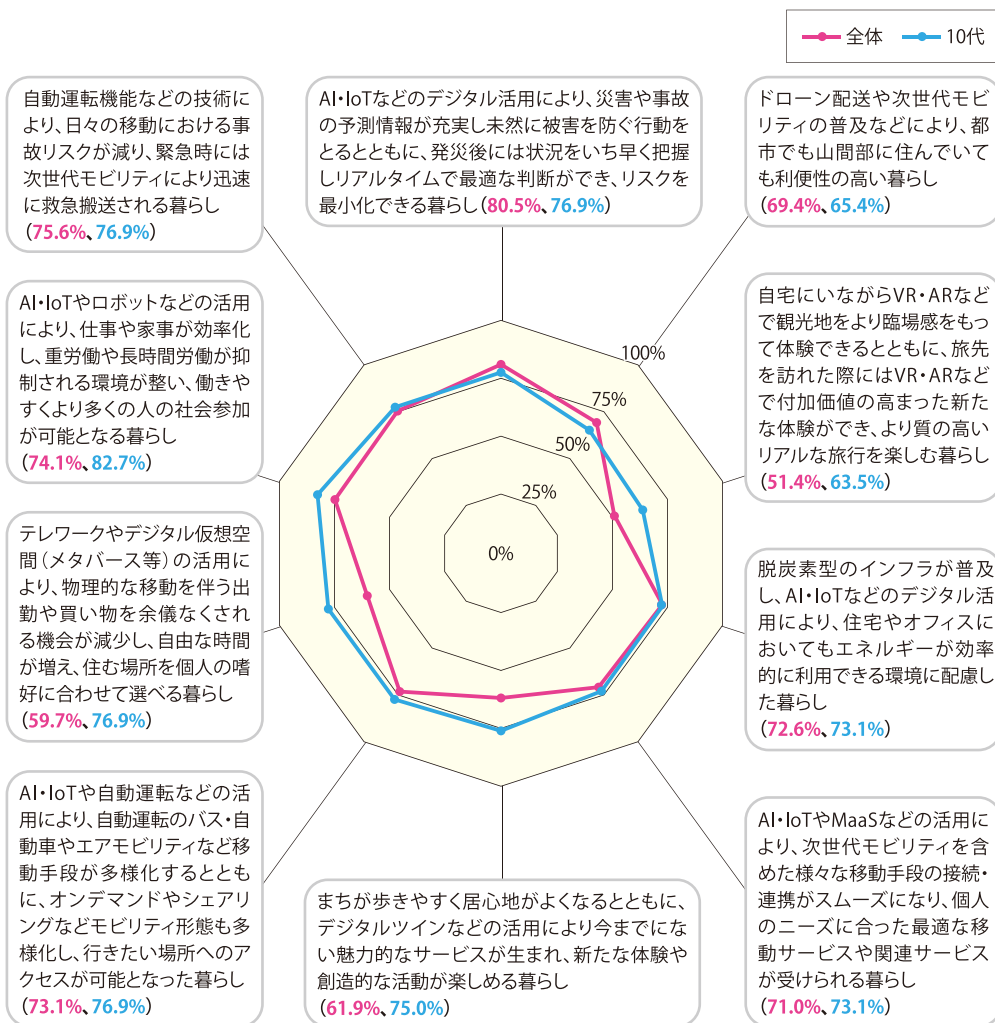 全体
10代
自動運転機能などの技術に
より、日々の移動における事
故リスクが減り、緊急時には
次世代モビリティにより迅速
に救急搬送される暮らし
(75.6%、76.9%)
AI・IoTなどのデジタル活用により、災害や事故
の予測情報が充実し未然に被害を防ぐ行動を
とるとともに、発災後には状況をいち早く把握
しリアルタイムで最適な判断ができ、リスクを
最小化できる暮らし(80.5%、76.9%)
ドローン配送や次世代モビ
リティの普及などにより、都
市でも山間部に住んでいて
も利便性の高い暮らし
(69.4%、65.4%)
AI・IoTやロボットなどの活用
により、仕事や家事が効率化
し、重労働や長時間労働が抑
制される環境が整い、働きや
すくより多くの人の社会参加
が可能となる暮らし
(74.1%、82.7%)
自宅にいながらVR・ARなど
で観光地をより臨場感をもっ
て体験できるとともに、旅先
を訪れた際にはVR・ARなど
で付加価値の高まった新た
な体験ができ、より質の高い
リアルな旅行を楽しむ暮らし
(51.4%、63.5%)
100%
75%
50%
25%
0%
テレワークやデジタル仮想空
間(メタバース等)の活用に
より、物理的な移動を伴う出
勤や買い物を余儀なくされ
る機会が減少し、自由な時間
が増え、住む場所を個人の嗜
好に合わせて選べる暮らし
(59.7%、76.9%)
脱炭素型のインフラが普及
し、AI・IoTなどのデジタル活
用により、住宅やオフィスに
おいてもエネルギーが効率
的に利用できる環境に配慮し
た暮らし
(72.6%、73.1%)
AI・IoTや自動運転などの活
用により、自動運転のバス・自
動車やエアモビリティなど移
動手段が多様化するととも
に、オンデマンドやシェアリ
ングなどモビリティ形態も多
様化し、行きたい場所へのア
クセスが可能となった暮らし
(73.1%、76.9%)
まちが歩きやすく居心地がよくなるとともに、
デジタルツインなどの活用により今までにな
い魅力的なサービスが生まれ、新たな体験や
創造的な活動が楽しめる暮らし
(61.9%、75.0%)
AI・IoTやMaaSなどの活用に
より、次世代モビリティを含
めた様々な移動手段の接続・
連携がスムーズになり、個人
のニーズに合った最適な移
動サービスや関連サービス
が受けられる暮らし
(71.0%、73.1%)